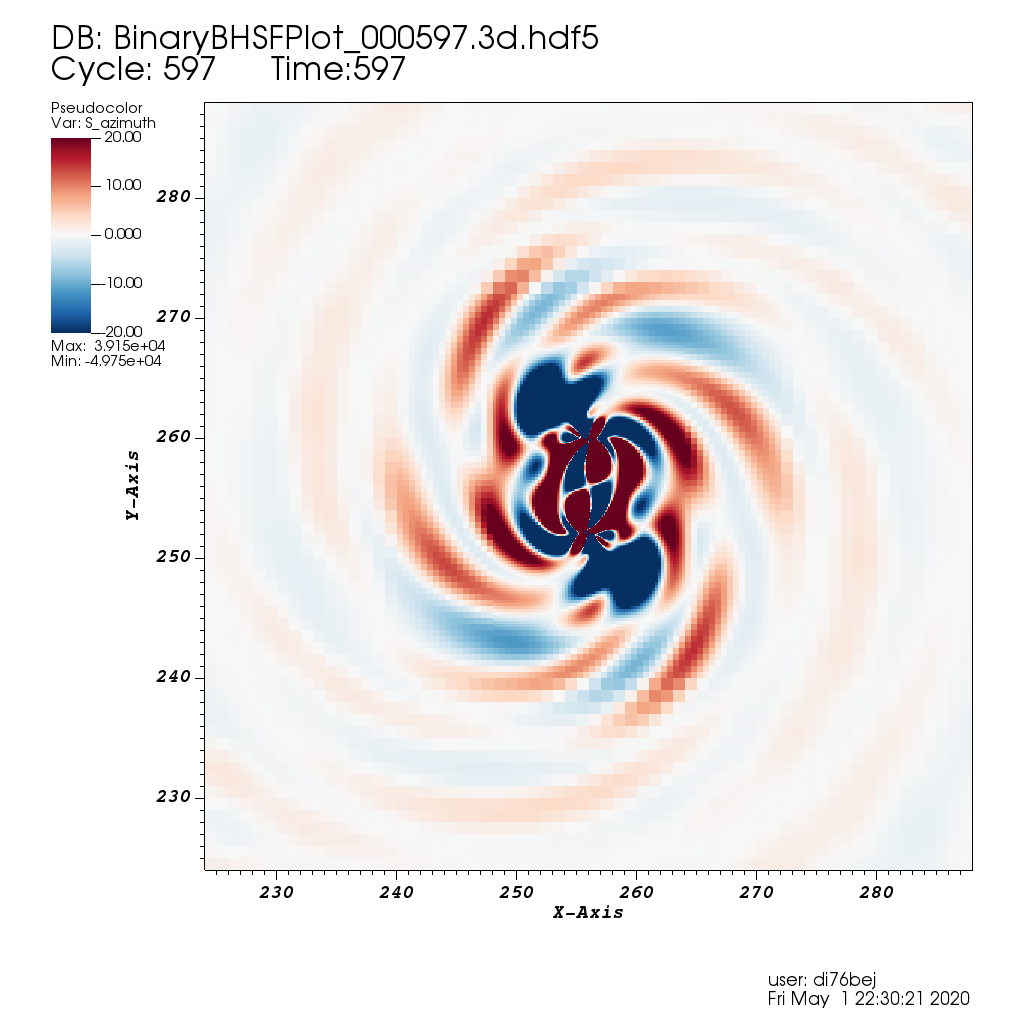 DB: BinaryBHSFPlot_000597.3d.hdf5
Cycle: 597 Time:597
Pseudocolor
Var: S_azimuth
20.00
10.00
0.000
-10.00
-20.00
Max: 3.915e+04
Min: -4.975e+04
280
270
260
250
240
230
Y-Axis
230 240 250 260 270 280
X-Axis
user: di76bej
Fri May 1 22:30:21 2020